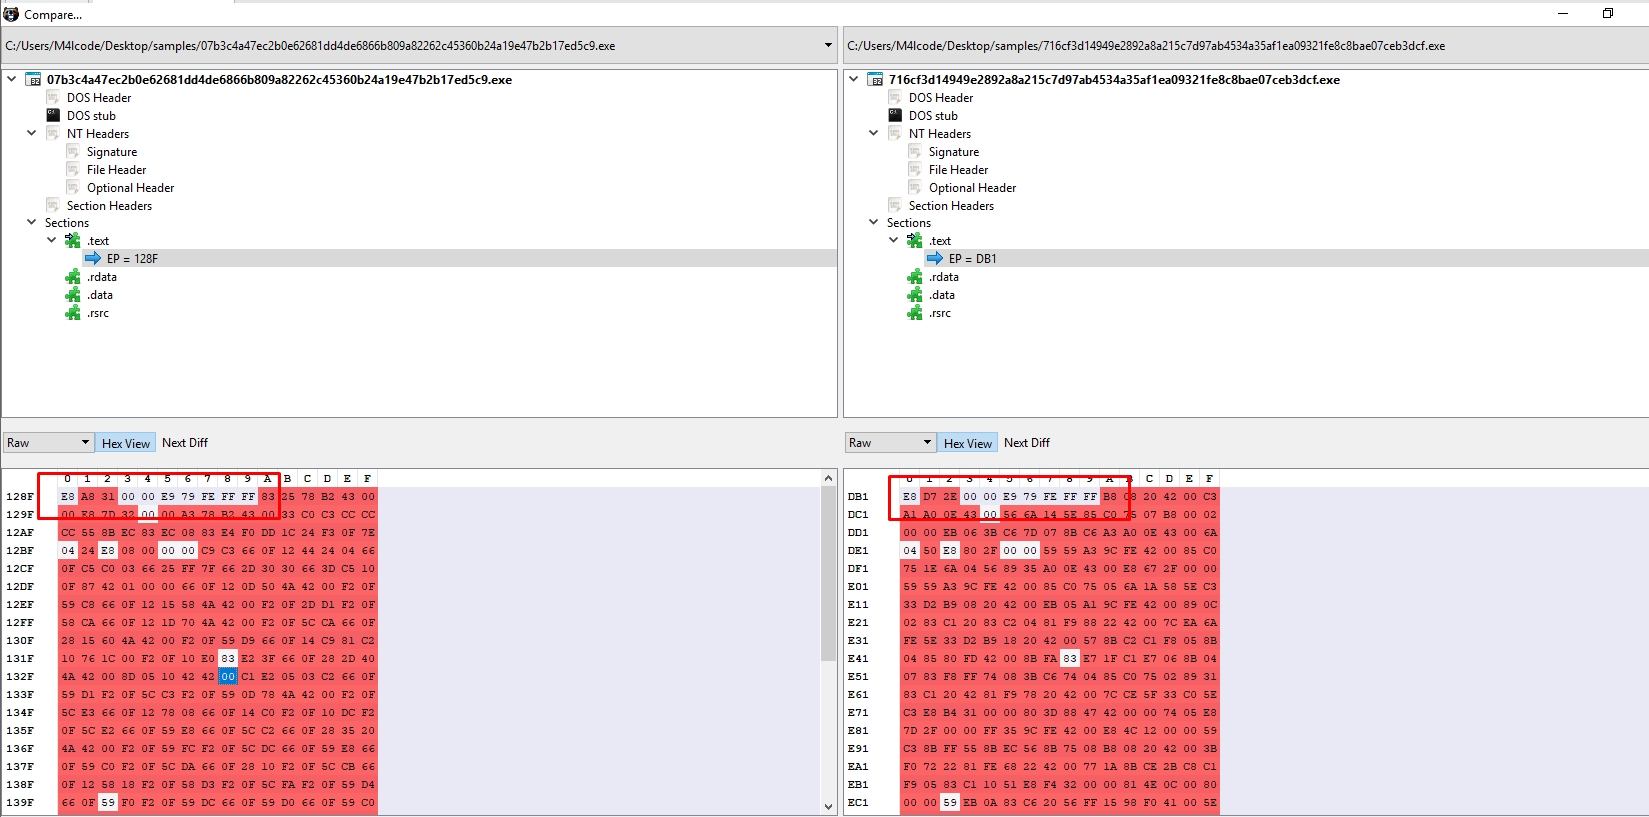 Compare...
C:/Users/M4lcode/Desktop/samples/07b3c4a47ec2b0e62681dd4de6866b809a82262c45360b24a19e47b2b17ed5c9.exe
07b3c4a47ec2b0e62681dd4de6866b809a82262c45360b24a19e47b2b17ed5c9.exe
DOS Header
DOS stub
NT Headers
Signature
File Header
Optional Header
Section Headers
Sections
.text
EP = 128F
.rdata
.data
.rsrc
Raw Hex View Next Diff
0 1 2 3 4 5 6 7 8 9 A B C D E F
128F E8 A8 31 00 00 E9 79 FE FF FF 83 25 78 B2 43 00
129F 00 E8 7D 32 00 00 A3 78 B2 43 00 33 C0 C3 CC CC
12AF CC 55 8B EC 83 EC 08 83 E4 F0 DD 1C 24 F3 0F 7E
12BF 04 24 E8 08 00 00 00 C9 C3 66 0F 12 44 24 04 66
12CF 0F C5 C0 03 66 25 FF 7F 66 2D 30 30 66 3D C5 10
12DF 0F 87 42 01 00 00 66 0F 12 0D 50 4A 42 00 F2 0F
12EF 59 C8 66 0F 12 15 58 4A 42 00 F2 0F 2D D1 F2 0F
12FF 58 CA 66 0F 12 1D 70 4A 42 00 F2 0F 5C CA 66 0F
130F 28 15 60 4A 42 00 F2 0F 59 D9 66 0F 14 C9 81 C2
131F 10 76 1C 00 F2 0F 10 E0 83 E2 3F 66 0F 28 2D 40
132F 4A 42 00 8D 05 10 42 42 00 C1 E2 05 03 C2 66 0F
133F 59 D1 F2 0F 5C C3 F2 0F 59 0D 78 4A 42 00 F2 0F
134F 5C E3 66 0F 12 78 08 66 0F 14 C0 F2 0F 10 DC F2
135F 0F 5C E2 66 0F 59 E8 66 0F 5C C2 66 0F 28 35 20
136F 4A 42 00 F2 0F 59 FC F2 0F 5C DC 66 0F 59 E8 66
137F 0F 59 C0 F2 0F 5C DA 66 0F 28 10 F2 0F 5C CB 66
138F 0F 12 58 18 F2 0F 58 D3 F2 0F 5C FA F2 0F 59 D4
139F 66 0F 59 F0 F2 0F 59 DC 66 0F 59 D0 66 0F 59 C0
C:/Users/M4lcode/Desktop/samples/716cf3d14949e2892a8a215c7d97ab4534a35af1ea09321fe8c8bae07ceb3dcf.exe
716cf3d14949e2892a8a215c7d97ab4534a35af1ea09321fe8c8bae07ceb3dcf.exe
DOS Header
DOS stub
NT Headers
Signature
File Header
Optional Header
Section Headers
Sections
.text
EP = DB1
.rdata
.data
.rsrc
Raw Hex View Next Diff
0 1 2 3 4 5 6 7 8 9 A B C D E F
DB1 E8 D7 2E 00 00 E9 79 FE FF FF B8 08 20 42 00 C3
DC1 A1 A0 0E 43 00 56 6A 14 5E 85 C0 75 07 B8 00 02
DD1 00 00 EB 06 3B C6 7D 07 8B C6 A3 A0 0E 43 00 6A
DE1 04 50 E8 80 2F 00 00 59 59 A3 9C FE 42 00 85 C0
DF1 75 1E 6A 04 56 89 35 A0 0E 43 00 E8 67 2F 00 00
E01 59 59 A3 9C FE 42 00 85 C0 75 05 6A 1A 58 5E C3
E11 33 D2 B9 08 20 42 00 EB 05 A1 9C FE 42 00 89 0C
E21 02 83 C1 20 83 C2 04 81 F9 88 22 42 00 7C EA 6A
E31 FE 5E 33 D2 B9 18 20 42 00 57 8B C2 C1 F8 05 8B
E41 04 85 80 FD 42 00 8B FA 83 E7 1F C1 E7 06 8B 04
E51 07 83 F8 FF 74 08 3B C6 74 04 85 C0 75 02 89 31
E61 83 C1 20 42 81 F9 78 20 42 00 7C CE 5F 33 C0 5E
E71 C3 E8 B4 31 00 00 80 3D 88 47 42 00 00 74 05 E8
E81 7D 2F 00 00 FF 35 9C FE 42 00 E8 4C 12 00 00 59
E91 C3 8B FF 55 8B EC 56 8B 75 08 B8 08 20 42 00 3B
EA1 F0 72 22 81 FE 68 22 42 00 77 1A 8B CE 2B C8 C1
EB1 F9 05 83 C1 10 51 E8 F4 32 00 00 81 4E 0C 00 80
EC1 00 00 59 EB 0A 83 C6 20 56 FF 15 98 F0 41 00 5E